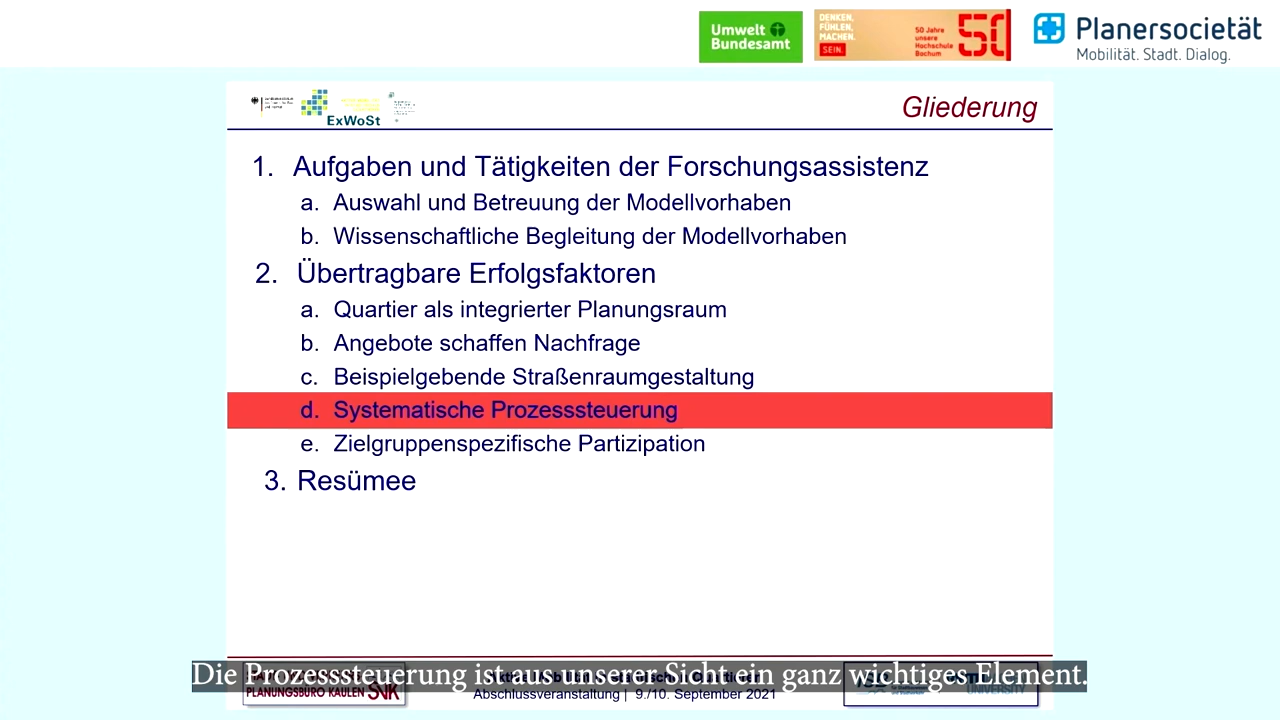 Umwelt
Bundesamt
DENKEN,
FÜHLEN,
MACHEN.
SEIN.
50 Jahre
unsere
Hochschule
Bochum
50
Planersocietät
Mobilität. Stadt. Dialog.
ExWoSt
Gliederung
1. Aufgaben und Tätigkeiten der Forschungsassistenz
a. Auswahl und Betreuung der Modellvorhaben
b. Wissenschaftliche Begleitung der Modellvorhaben
2. Übertragbare Erfolgsfaktoren
a. Quartier als integrierter Planungsraum
b. Angebote schaffen Nachfrage
c. Beispielgebende Straßenraumgestaltung
d. Systematische Prozesssteuerung
e. Zielgruppenspezifische Partizipation
3. Resümee
Die Prozesssteuerung ist aus unserer Sicht ein ganz wichtiges Element.
PLANUNGSBÜRO KAULEN SVK
Abschlussveranstaltung | 9./10. September 2021
UNIVERSITY